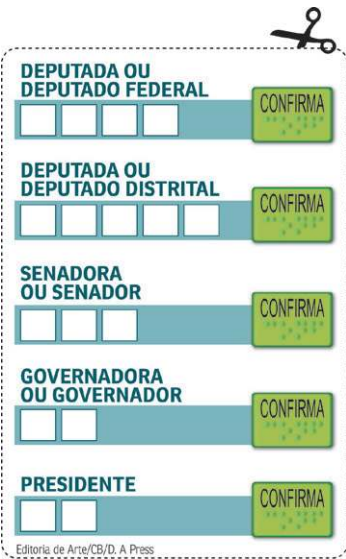 DEPUTADA OU
DEPUTADO FEDERAL
CONFIRMA
DEPUTADA OU
DEPUTADO DISTRITAL
CONFIRMA
SENADORA
OU SENADOR
CONFIRMA
GOVERNADORA
OU GOVERNADOR
CONFIRMA
PRESIDENTE
CONFIRMA
Editoria de Arte/CB/D. A Press